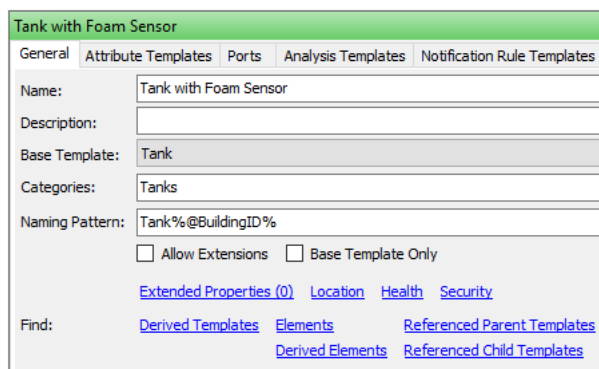 Tank with Foam Sensor
General Attribute Templates Ports Analysis Templates Notification Rule Templates
Name: Tank with Foam Sensor
Description:
Base Template: Tank
Categories: Tanks
Naming Pattern: Tank%@BuildingID%
Allow Extensions Base Template Only
Extended Properties (0) Location Health Security
Find: Derived Templates Elements Referenced Parent Templates
Derived Elements Referenced Child Templates